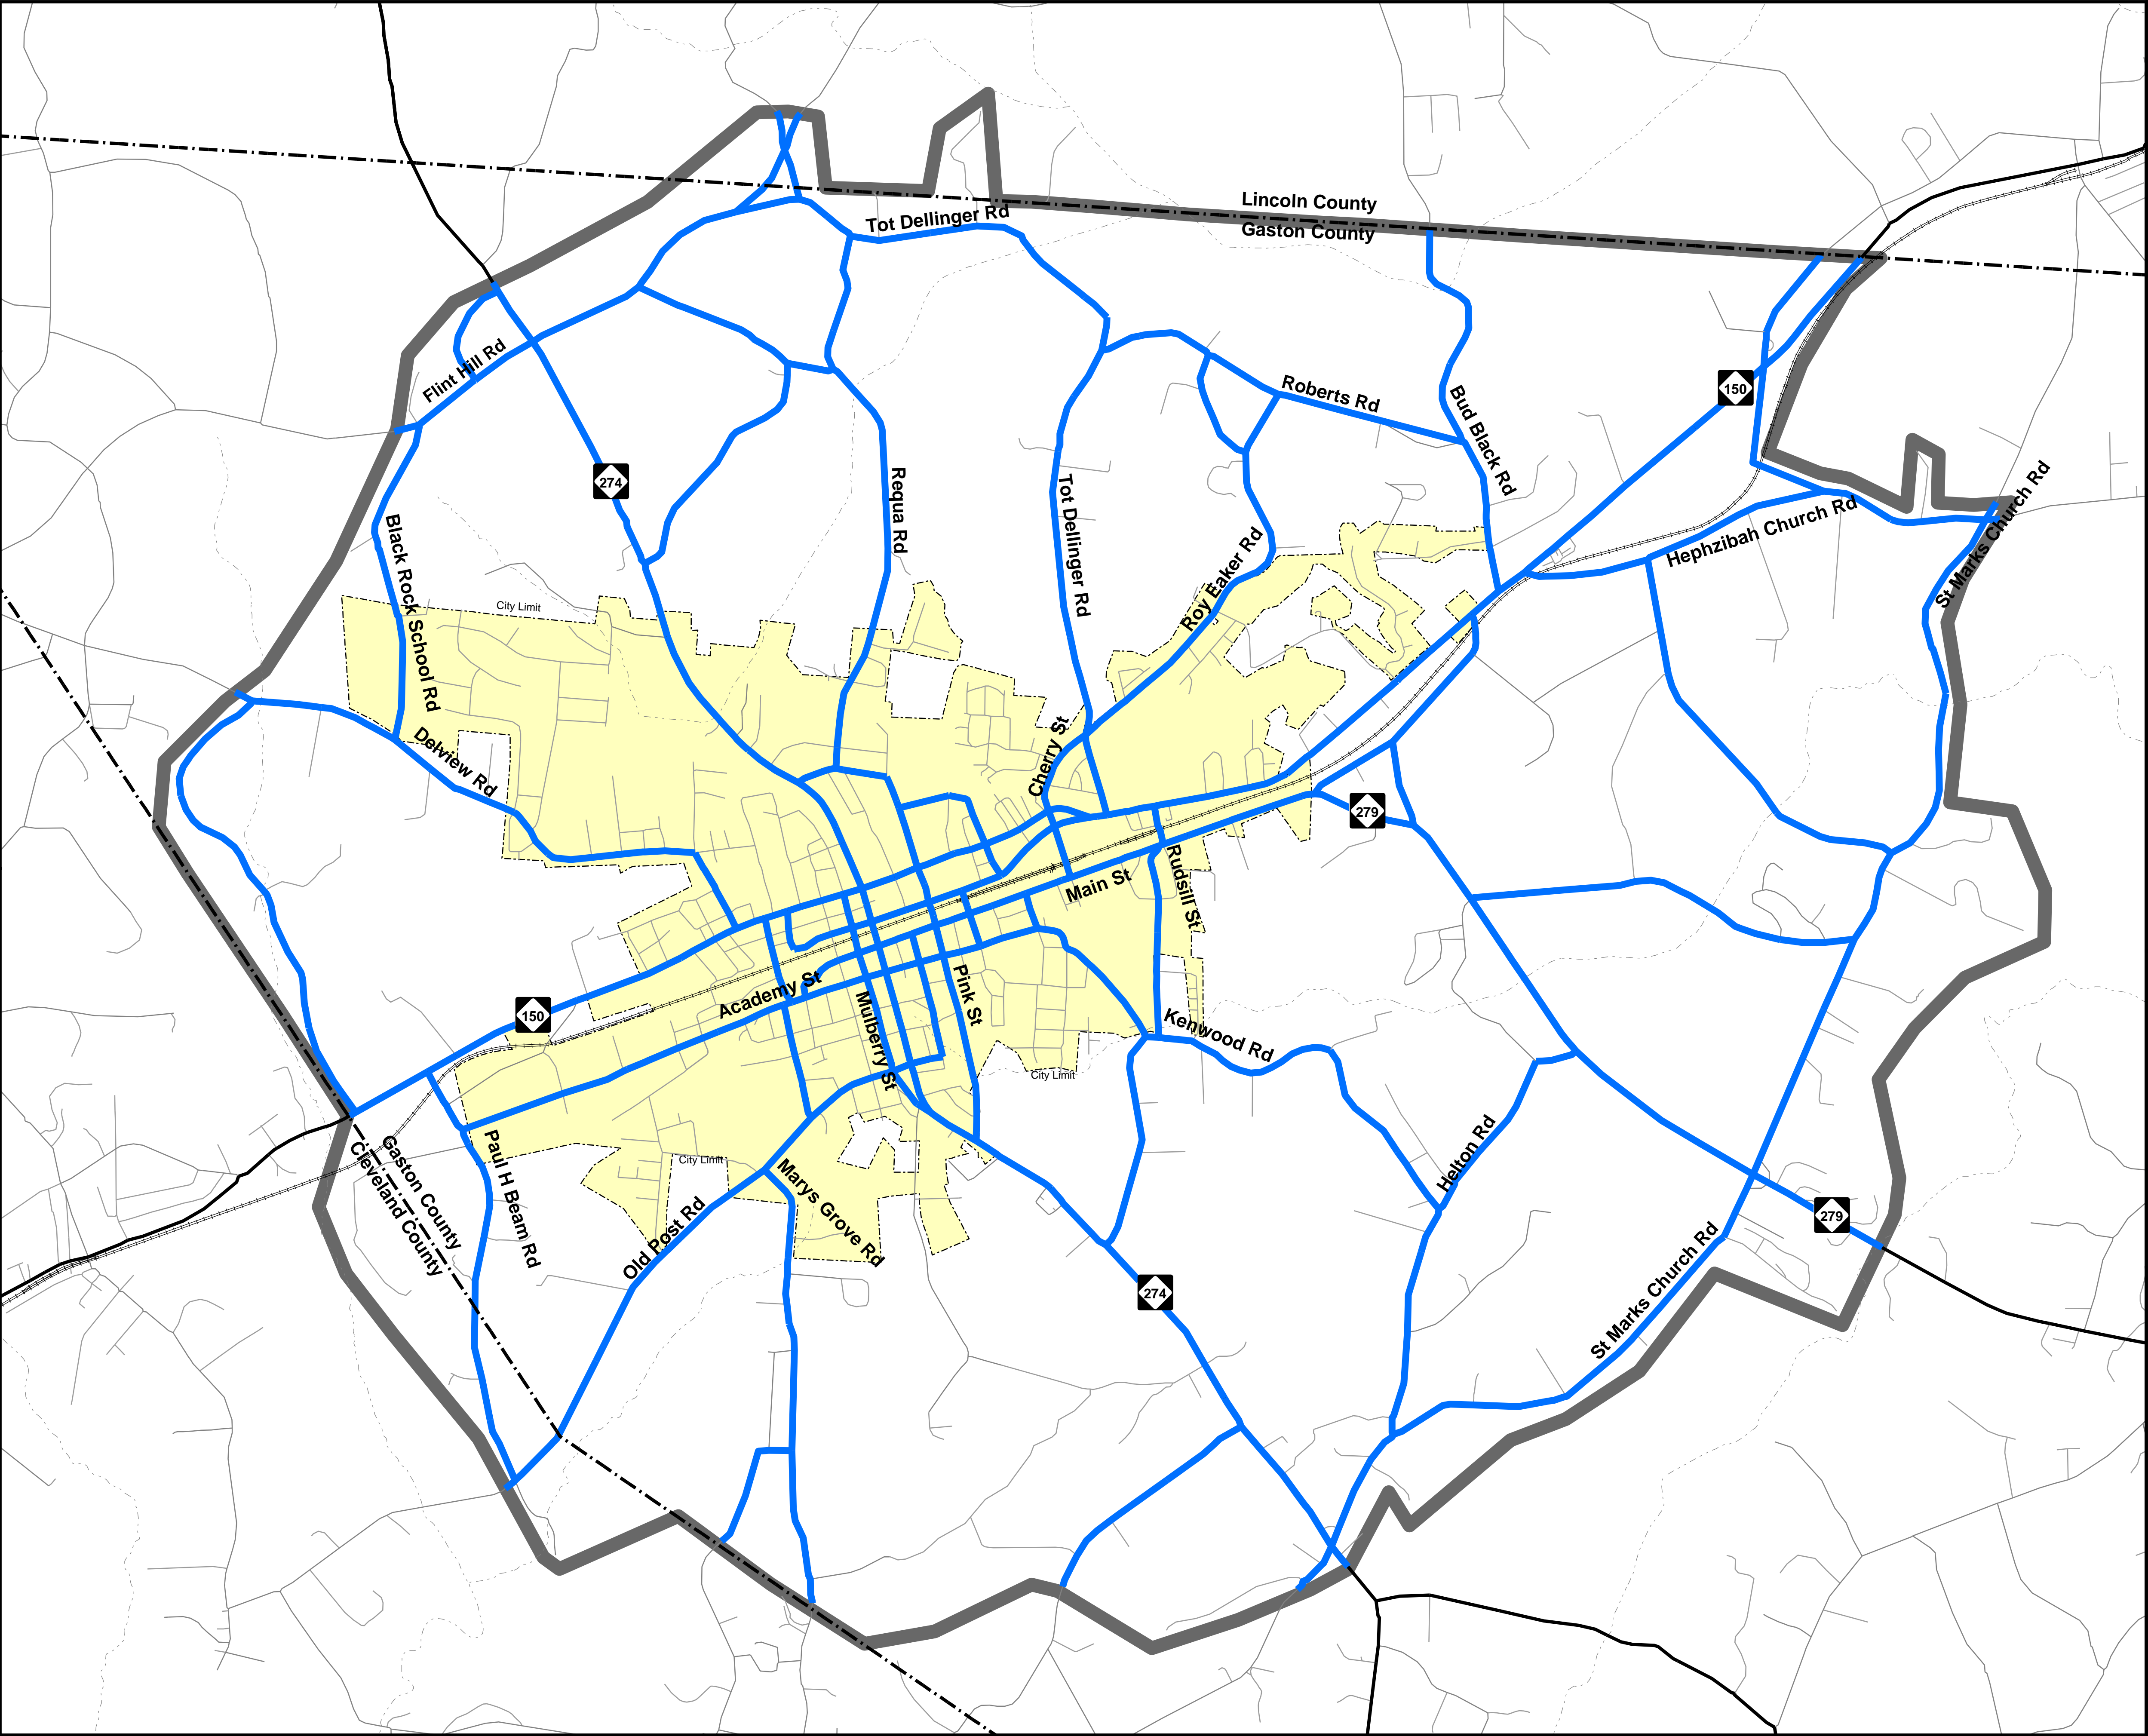 Lincoln County
Tot Dellinger Rd
Gaston County
Flint Hill Rd
150
Roberts Rd
Bud Black Rd
274
Requa Rd
Tot Dellinger Rd
Hephzibah Church Rd
St Marks Church Rd
Black Rock School Rd
City Limit
Roy Eaker Rd
Delview Rd
Cherry St
279
Main St
Rudsill St
150
Academy St
Mulberry St
Pink St
Kenwood Rd
City Limit
Gaston County
Cleveland County
Paul H Beam Rd
City Limit
Marys Grove Rd
Old Post Rd
Helton Rd
279
274
St Marks Church Rd